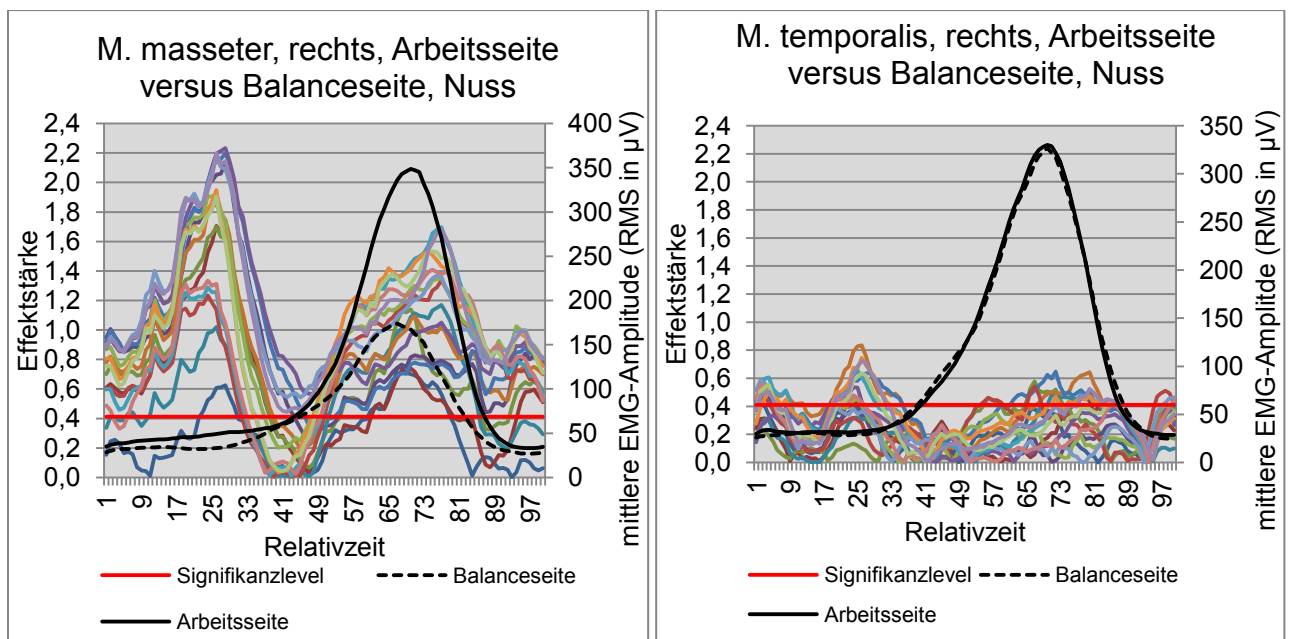 M. masseter, rechts, Arbeitsseite
versus Balanceseite, Nuss
Effektstärke
2,4
2,2
2,0
1,8
1,6
1,4
1,2
1,0
0,8
0,6
0,4
0,2
0,0
400
350
300
250
200
150
100
50
0
mittlere EMG-Amplitude (RMS in µV)
1 9 17 25 33 41 49 57 65 73 81 89 97
Relativzeit
Signifikanzlevel Balanceseite
Arbeitsseite
M. temporalis, rechts, Arbeitsseite
versus Balanceseite, Nuss
Effektstärke
2,4
2,2
2,0
1,8
1,6
1,4
1,2
1,0
0,8
0,6
0,4
0,2
0,0
350
300
250
200
150
100
50
0
mittlere EMG-Amplitde (RMS in µV)
1 9 17 25 33 41 49 57 65 73 81 89 97
Relativzeit
Signifikanzlevel Balanceseite
Arbeitsseite